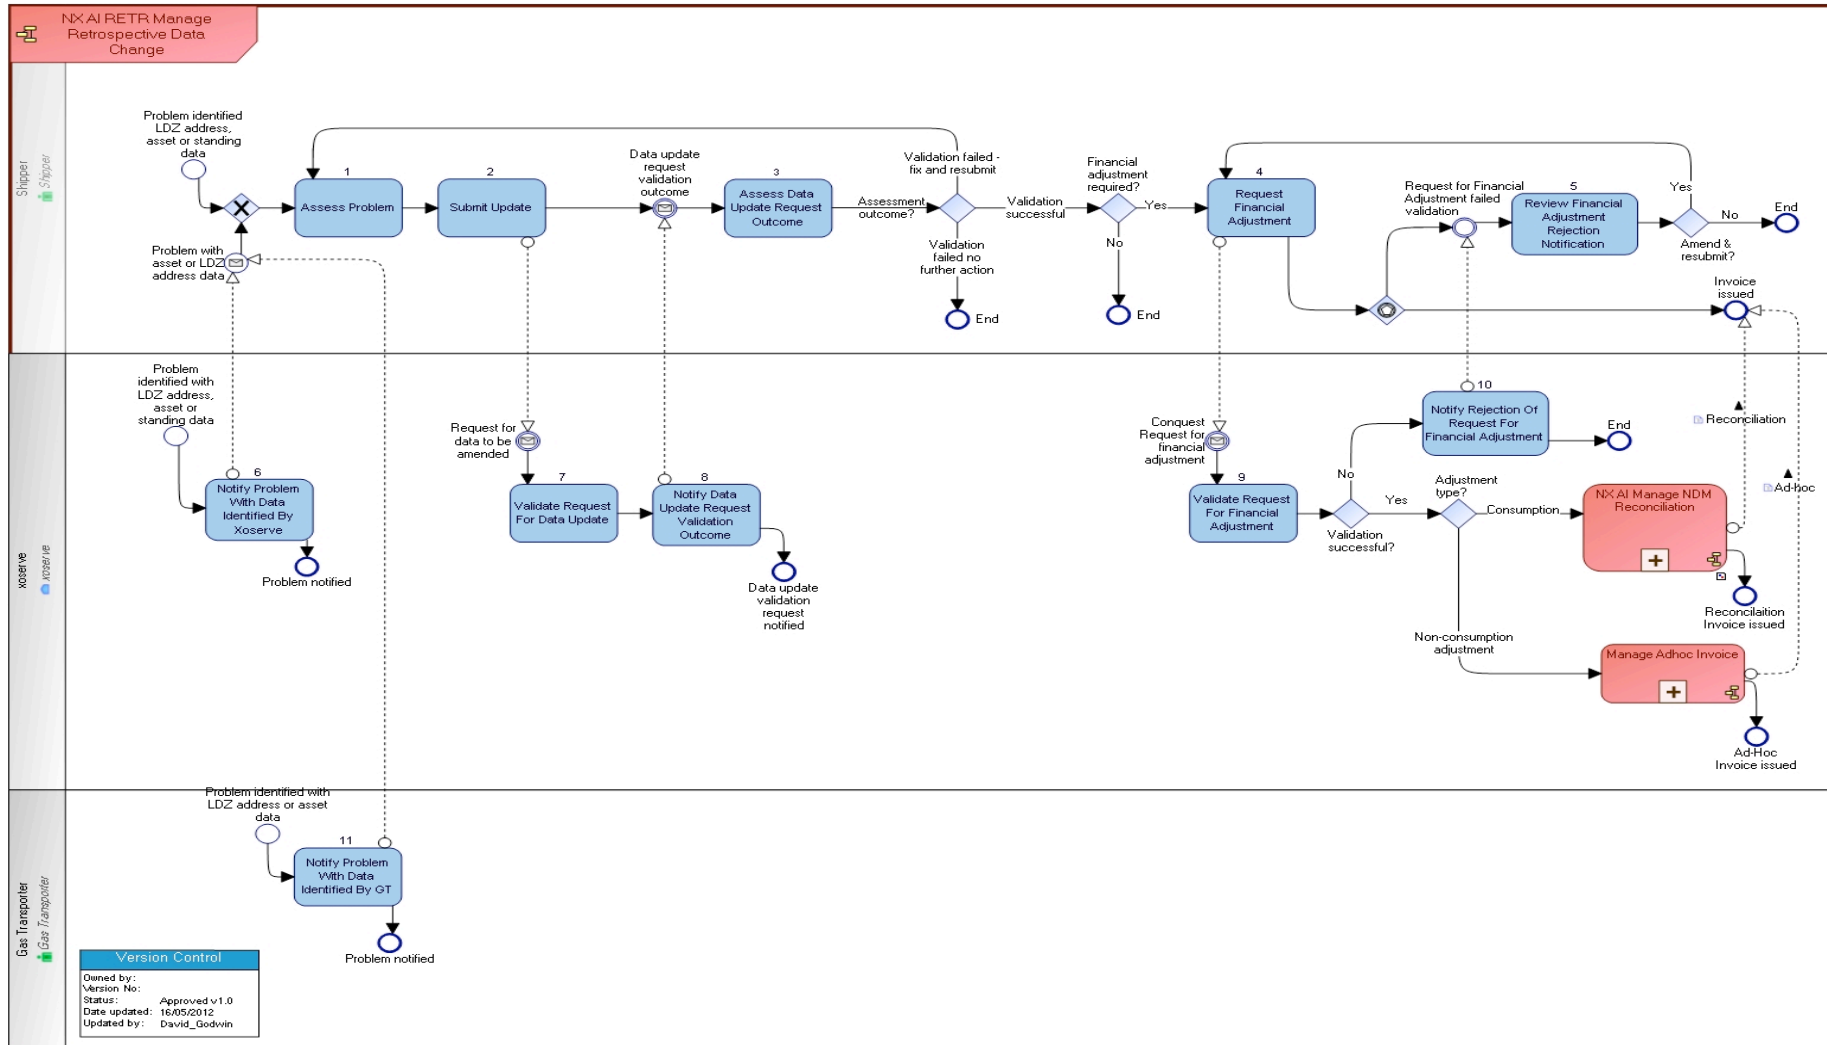 NX AI RETR Manage
Retrospective Data
Change
Shipper
Shipper
Problem identified
LDZ address,
asset or standing
data
Problem with
asset or LDZ
address data
1
Assess Problem
2
Submit Update
Data update
request
validation
outcome
3
Assess Data
Update Request
Outcome
Assessment
outcome?
Validation failed -
fix and resubmit
Validation
successful
Validation
failed no
further action
End
Financial
adjustment
required?
Yes
No
End
4
Request
Financial
Adjustment
Request for Financial
Adjustment failed
validation
5
Review Financial
Adjustment
Rejection
Notification
Yes
No
Amend &
resubmit?
End
Invoice
issued
xoserve
xoserve
Problem
identified with
LDZ address,
asset or
standing data
6
Notify Problem
With Data
Identified By
Xoserve
Problem notified
Request for
data to be
amended
7
Validate Request
For Data Update
8
Notify Data
Update Request
Validation
Outcome
Data update
validation
request
notified
Conquest
Request for
financial
adjustment
9
Validate Request
For Financial
Adjustment
No
Yes
Validation
successful?
10
Notify Rejection Of
Request For
Financial Adjustment
End
Adjustment
type?
Consumption
NX AI Manage NDM
Reconciliation
Reconciliation
Ad-hoc
Reconcilaition
Invoice issued
Non-consumption
adjustment
Manage Adhoc Invoice
Ad-Hoc
Invoice issued
Gas Transporter
Gas Transporter
Problem identified with
LDZ address or asset
data
11
Notify Problem
With Data
Identified By GT
Problem notified
Version Control
Owned by:
Version No:
Status: Approved v1.0
Date updated: 16/05/2012
Updated by: David_Godwin